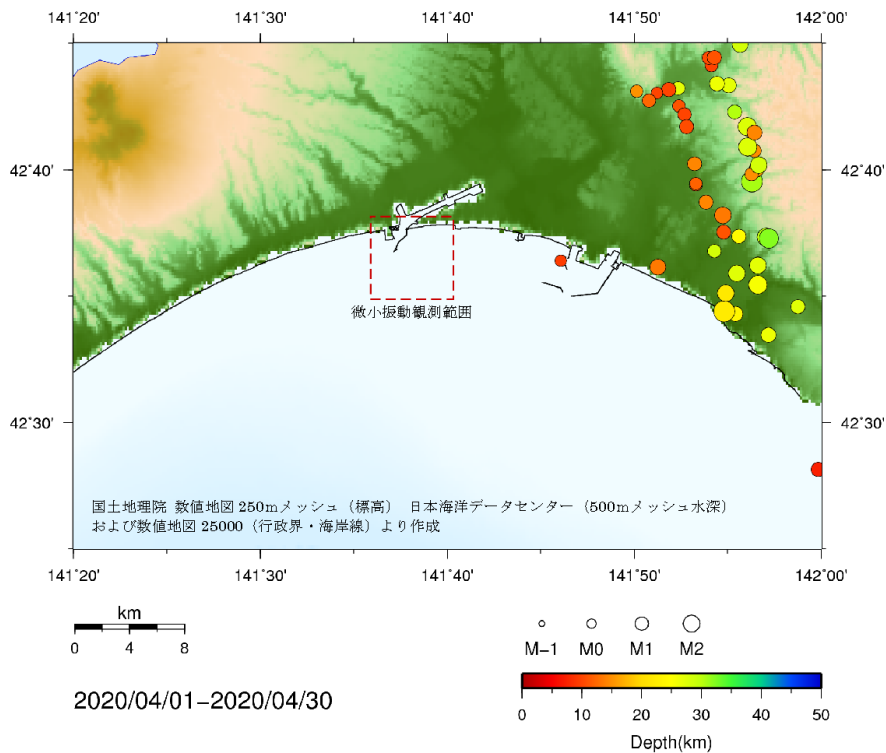 141°20' 141°30' 141°40' 141°50' 142°00'
42°40' 42°40'
微小振動観測範囲
42°30' 42°30'
国土地理院 数値地図 250mメッシュ（標高） 日本海洋データセンター（500mメッシュ水深）
および数値地図 25000（行政界・海岸線）より作成
141°20' 141°30' 141°40' 141°50' 142°00'
km
0 4 8
M−1 M0 M1 M2
2020/04/01−2020/04/30
0 10 20 30 40 50
Depth(km)